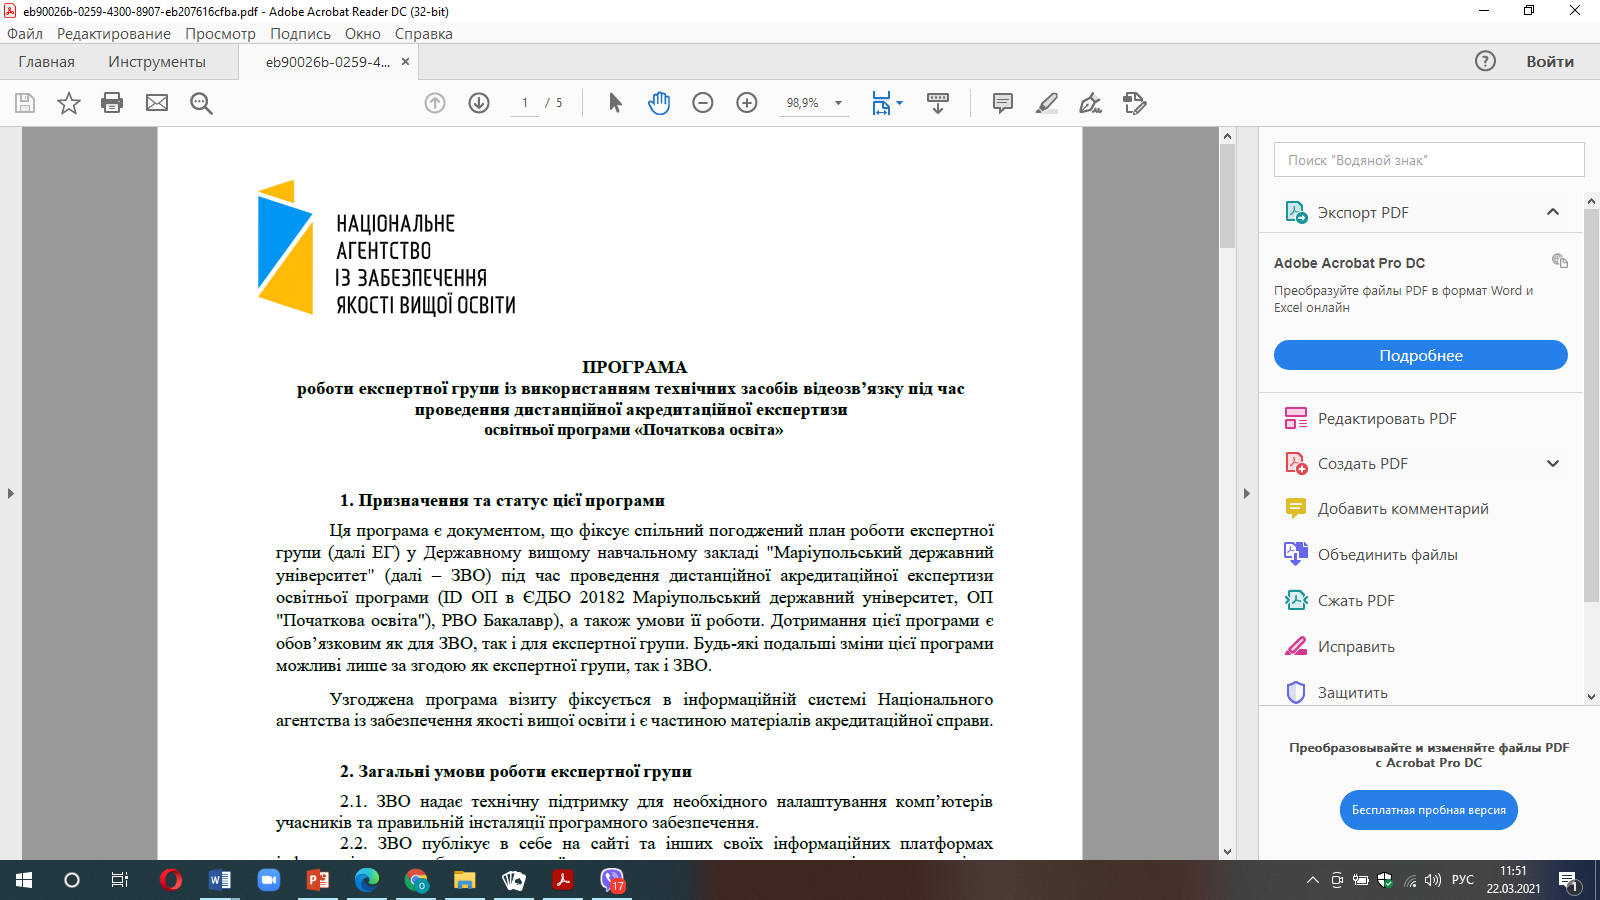 eb90026b-0259-4300-8907-eb207616cfba.pdf - Adobe Acrobat Reader DC (32-bit)
Файл Редактирование Просмотр Подпись Окно Справка
Главная Инструменты eb90026b-0259-4... × Войти
1 / 5 98,9%
НАЦІОНАЛЬНЕ
АГЕНТСТВО
ІЗ ЗАБЕЗПЕЧЕННЯ
ЯКОСТІ ВИЩОЇ ОСВІТИ
ПРОГРАМА
роботи експертної групи із використанням технічних засобів відеозв’язку під час
проведення дистанційної акредитаційної експертизи
освітньої програми «Початкова освіта»
1. Призначення та статус цієї програми
Ця програма є документом, що фіксує спільний погоджений план роботи експертної
групи (далі ЕГ) у Державному вищому навчальному закладі "Маріупольський державний
університет" (далі – ЗВО) під час проведення дистанційної акредитаційної експертизи
освітньої програми (ID ОП в ЄДБО 20182 Маріупольський державний університет, ОП
"Початкова освіта"), РВО Бакалавр), а також умови її роботи. Дотримання цієї програми є
обов’язковим як для ЗВО, так і для експертної групи. Будь-які подальші зміни цієї програми
можливі лише за згодою як експертної групи, так і ЗВО.
Узгоджена програма візиту фіксується в інформаційній системі Національного
агентства із забезпечення якості вищої освіти і є частиною матеріалів акредитаційної справи.
2. Загальні умови роботи експертної групи
2.1. ЗВО надає технічну підтримку для необхідного налаштування комп’ютерів
учасників та правильній інсталяції програмного забезпечення.
2.2. ЗВО публікує в себе на сайті та інших своїх інформаційних платформах
Поиск "Водяной знак"
Экспорт PDF
Adobe Acrobat Pro DC
Преобразуйте файлы PDF в формат Word и
Excel онлайн
Подробнее
Редактировать PDF
Создать PDF
Добавить комментарий
Объединить файлы
Сжать PDF
Исправить
Защитить
Преобразовывайте и изменяйте файлы PDF
с Acrobat Pro DC
Бесплатная пробная версия
17
РУС
11:51
22.03.2021
1